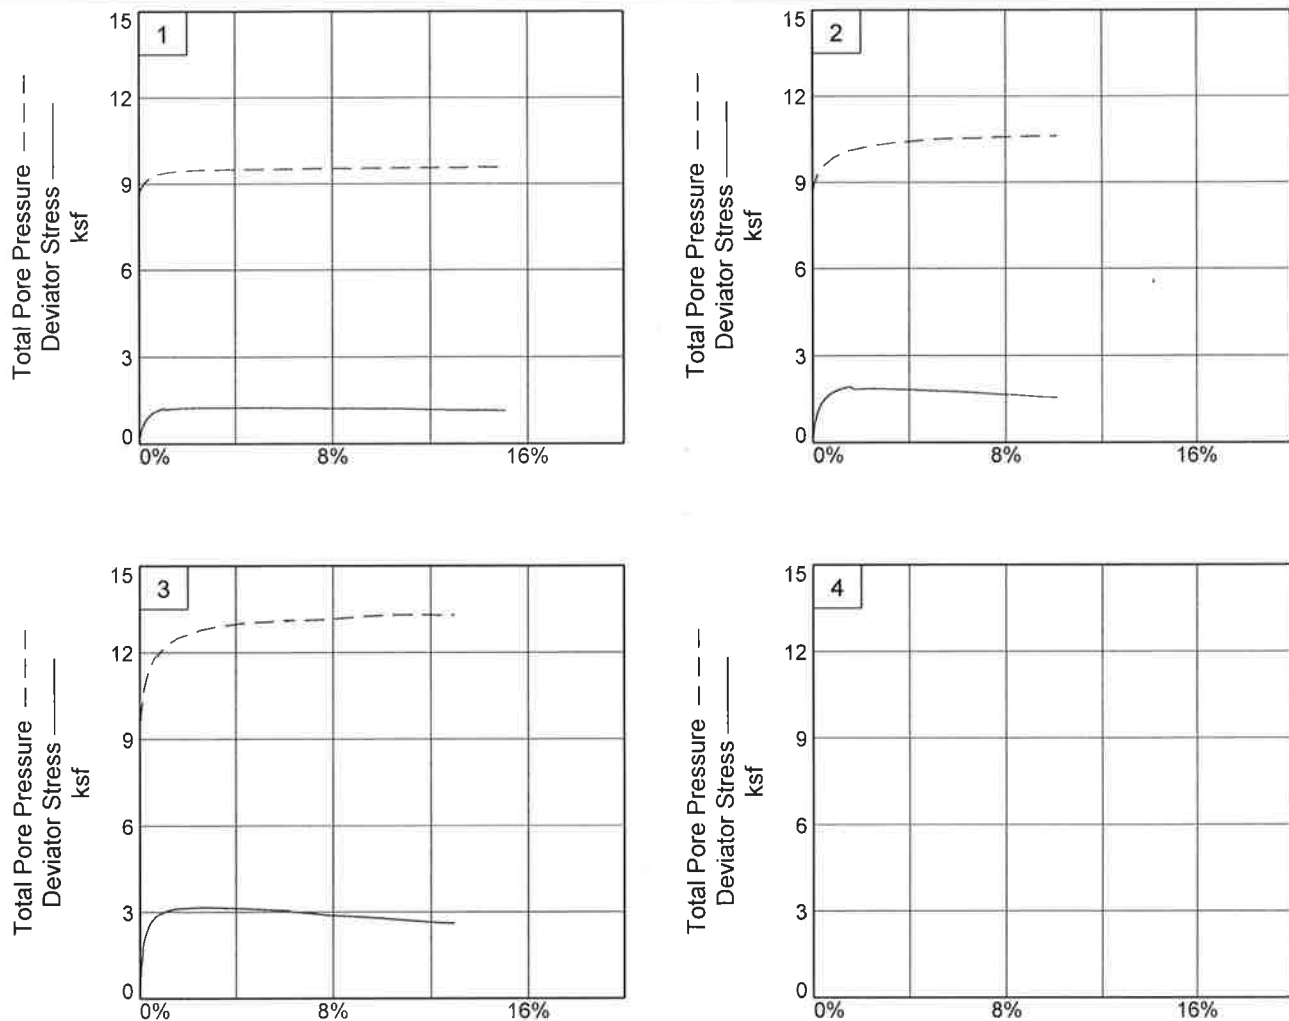 1
Total Pore Pressure — — —
Deviator Stress ———
ksf
15
12
9
6
3
0
0% 8% 16%
2
Total Pore Pressure — — —
Deviator Stress ———
ksf
15
12
9
6
3
0
0% 8% 16%
3
Total Pore Pressure — — —
Deviator Stress ———
ksf
15
12
9
6
3
0
0% 8% 16%
4
Total Pore Pressure — — —
Deviator Stress ———
ksf
15
12
9
6
3
0
0% 8% 16%